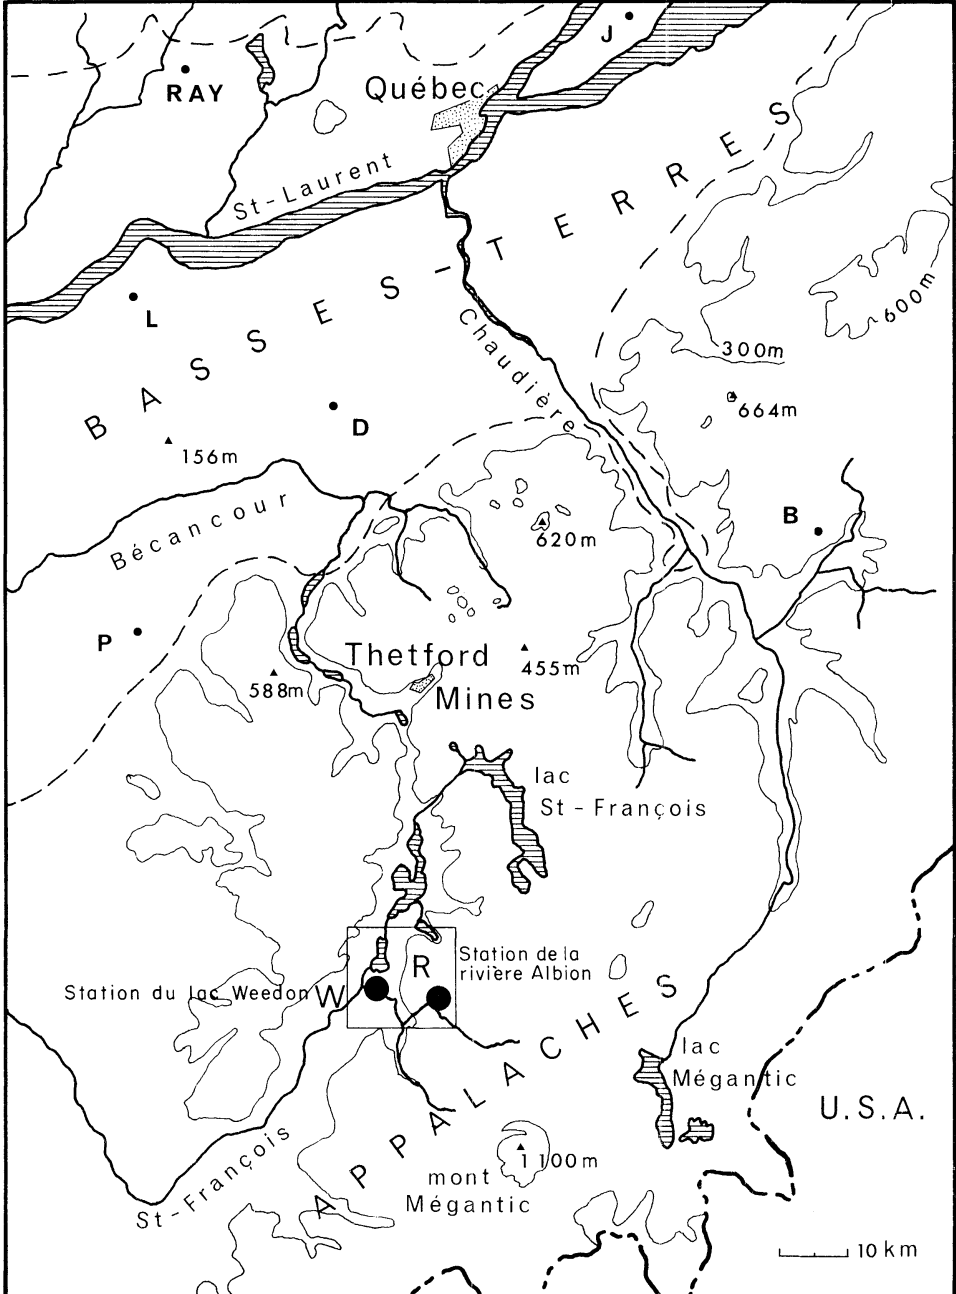 J
RAY
Québec
St-Laurent
BASSES-TERRES
600m
L
Chaudière
300m
664m
D
156m
Bécancour
B
620m
P
Thetford
Mines
455m
588m
lac
St-François
Station de la
rivière Albion
R
Station du lac Weedon
W
APPALACHES
lac
Mégantic
U.S.A.
1100m
mont
Mégantic
St-François
10 km